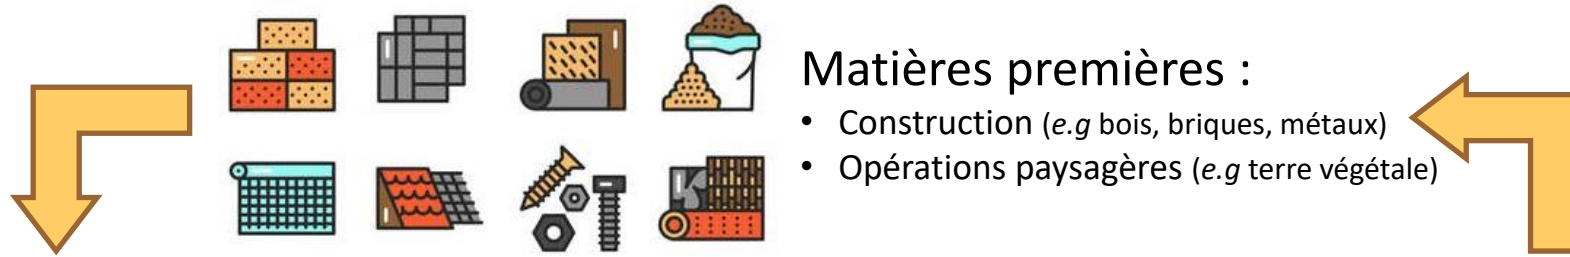 Matières premières :
• Construction (e.g bois, briques, métaux)
• Opérations paysagères (e.g terre végétale)